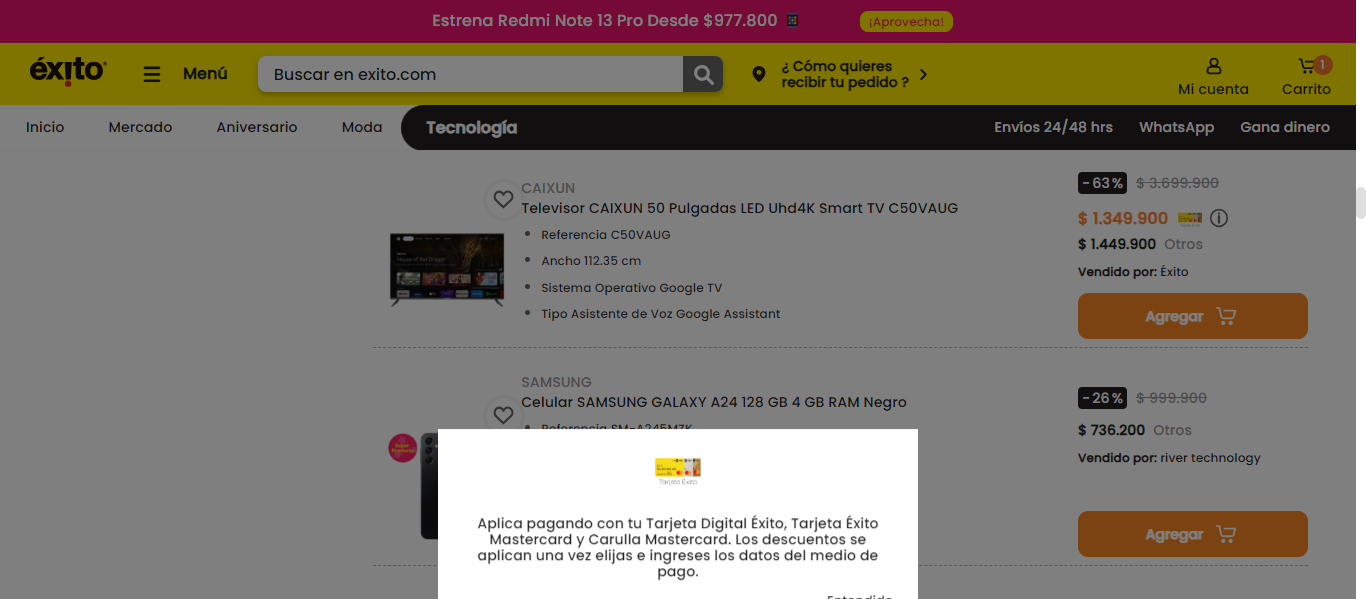 Estrena Redmi Note 13 Pro Desde $977.800
¡Aprovecha!
éxito
Menú
Buscar en exito.com
¿ Cómo quieres
recibir tu pedido ?
Mi cuenta
1
Carrito
Inicio
Mercado
Aniversario
Moda
Tecnología
Envíos 24/48 hrs
WhatsApp
Gana dinero
CAIXUN
Televisor CAIXUN 50 Pulgadas LED Uhd4K Smart TV C50VAUG
Referencia C50VAUG
Ancho 112.35 cm
Sistema Operativo Google TV
Tipo Asistente de Voz Google Assistant
- 63 %
$ 3.699.900
$ 1.349.900
$ 1.449.900 Otros
Vendido por: Éxito
Agregar
SAMSUNG
Celular SAMSUNG GALAXY A24 128 GB 4 GB RAM Negro
Referencia SM-A245MZK
- 26 %
$ 999.900
$ 736.200 Otros
Vendido por: river technology
Agregar
Tarjeta Éxito
Aplica pagando con tu Tarjeta Digital Éxito, Tarjeta Éxito
Mastercard y Carulla Mastercard. Los descuentos se
aplican una vez elijas e ingreses los datos del medio de
pago.
Entendido